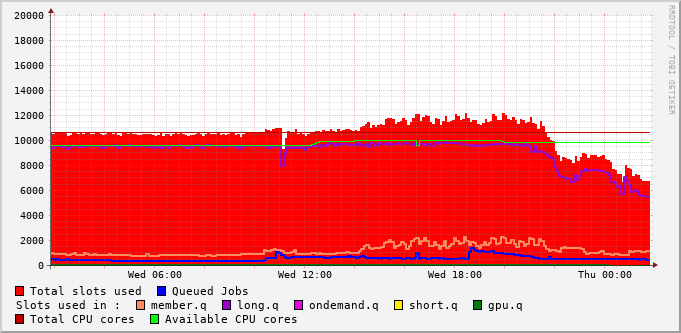 20000
18000
16000
14000
12000
10000
8000
6000
4000
2000
0
Wed 06:00 Wed 12:00 Wed 18:00 Thu 00:00
RRDTOOL / TOBI OETIKER
Total slots used Queued Jobs
Slots used in : member.q long.q ondemand.q short.q gpu.q
Total CPU cores Available CPU cores